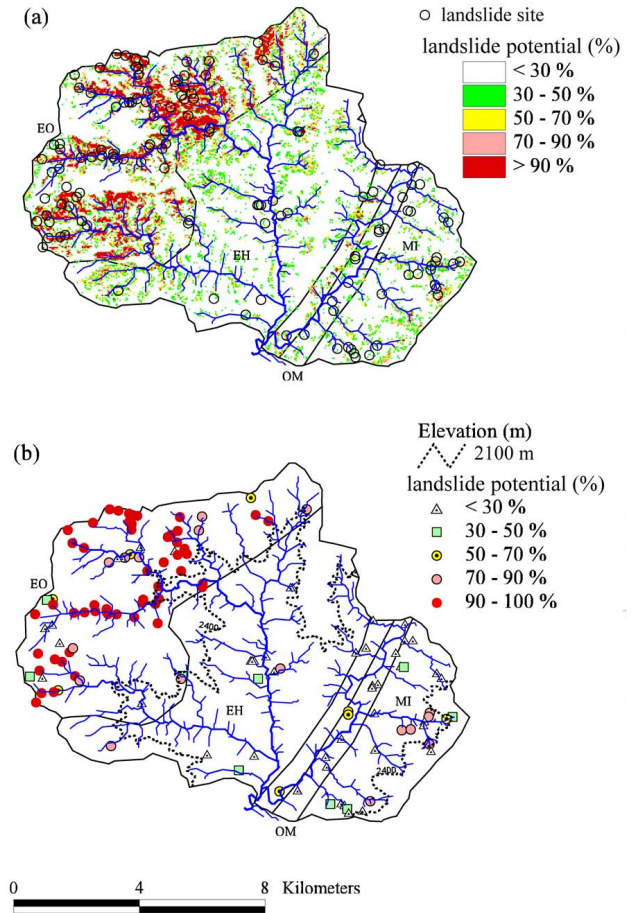 (a)
landslide site
landslide potential (%)
< 30 %
30 - 50 %
50 - 70 %
70 - 90 %
> 90 %
EO
EH
MI
OM
(b)
Elevation (m)
2100 m
landslide potential (%)
< 30 %
30 - 50 %
50 - 70 %
70 - 90 %
90 - 100 %
EO
2400
EH
MI
2400
OM
0 4 8 Kilometers